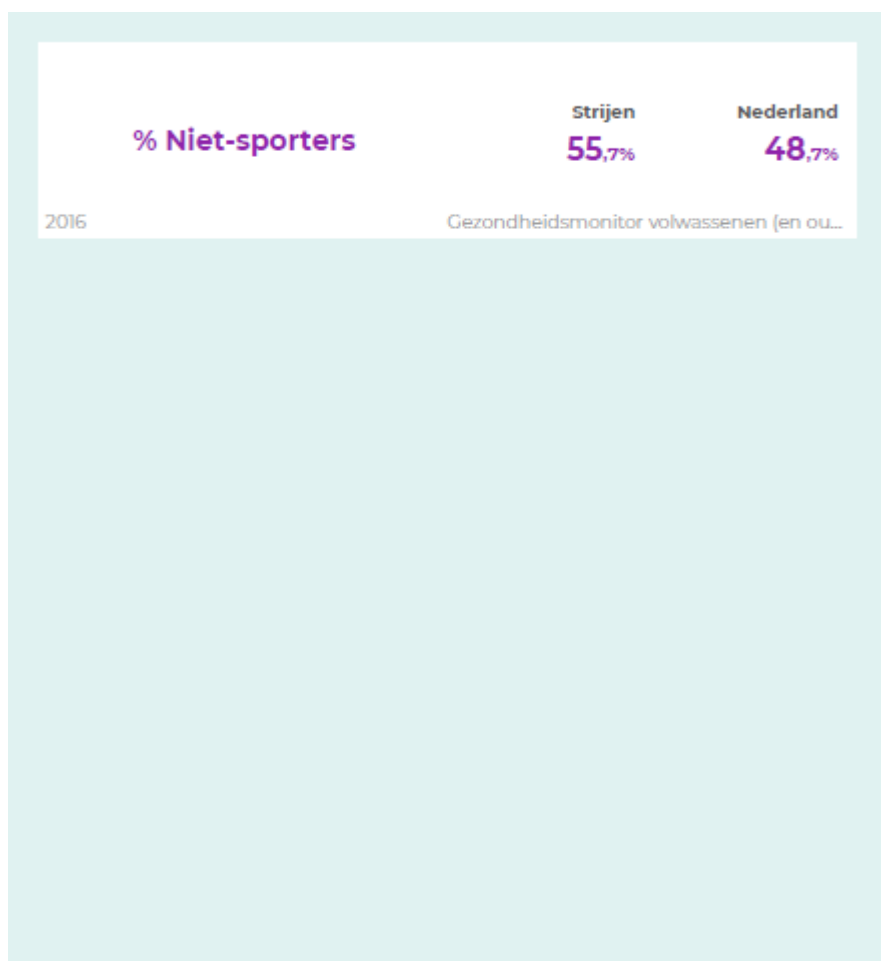 Strijen Nederland
% Niet-sporters 55,7% 48,7%
2016 Gezondheidsmonitor volwassenen (en ou...